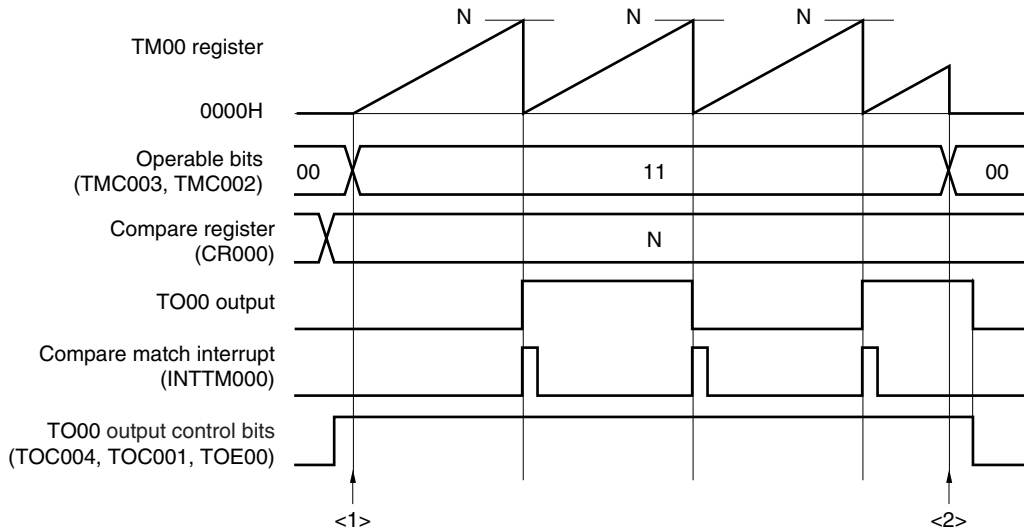 N N N
TM00 register
0000H
Operable bits
(TMC003, TMC002)
00 11 00
Compare register
(CR000)
N
TO00 output
Compare match interrupt
(INTTM000)
TO00 output control bits
(TOC004, TOC001, TOE00)
<1> <2>